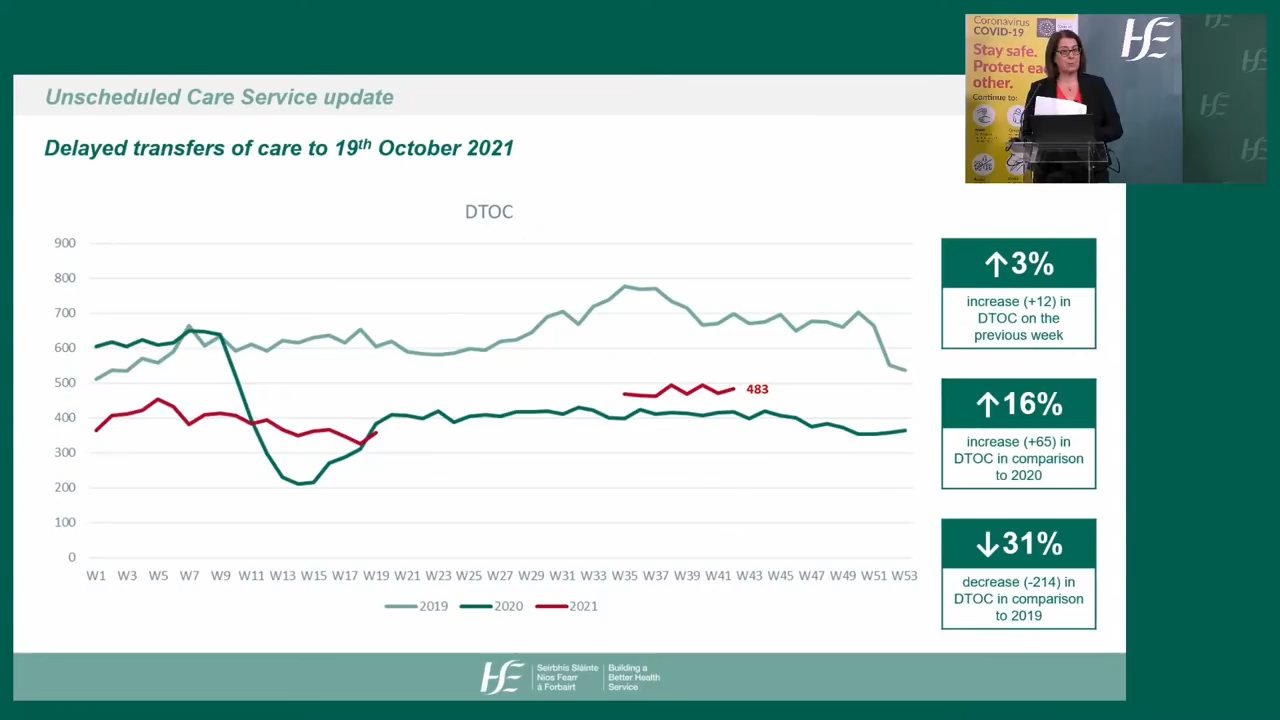 Unscheduled Care Service update
Delayed transfers of care to 19th October 2021
Coronavirus
COVID-19
Stay safe.
Protect each
other.
Continue to:
HSE
DTOC
900
800
700
600
500
400
300
200
100
0
483
W1 W3 W5 W7 W9 W11 W13 W15 W17 W19 W21 W23 W25 W27 W29 W31 W33 W35 W37 W39 W41 W43 W45 W47 W49 W51 W53
2019 2020 2021
↑3%
increase (+12) in
DTOC on the
previous week
↑16%
increase (+65) in
DTOC in comparison
to 2020
↓31%
decrease (-214) in
DTOC in comparison
to 2019
HSE
Seirbhís Sláinte
Níos Fearr
á Forbairt
Building a
Better Health
Service